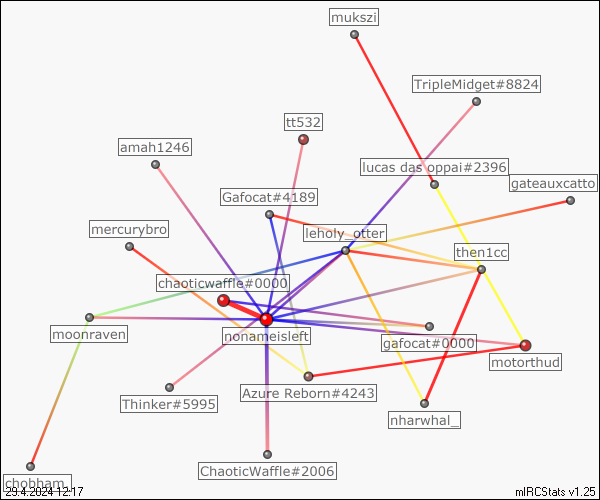 mukszi
TripleMidget#8824
tt532
amah1246
lucas das oppai#2396
gateauxcatto
Gafocat#4189
mercurybro
leholy_otter
then1cc
chaoticwaffle#0000
moonraven
nonameisleft
gafocat#0000
motorthud
Azure Reborn#4243
Thinker#5995
nharwhal_
ChaoticWaffle#2006
chobham_
29.4.2024 12:17
mIRCStats v1.25